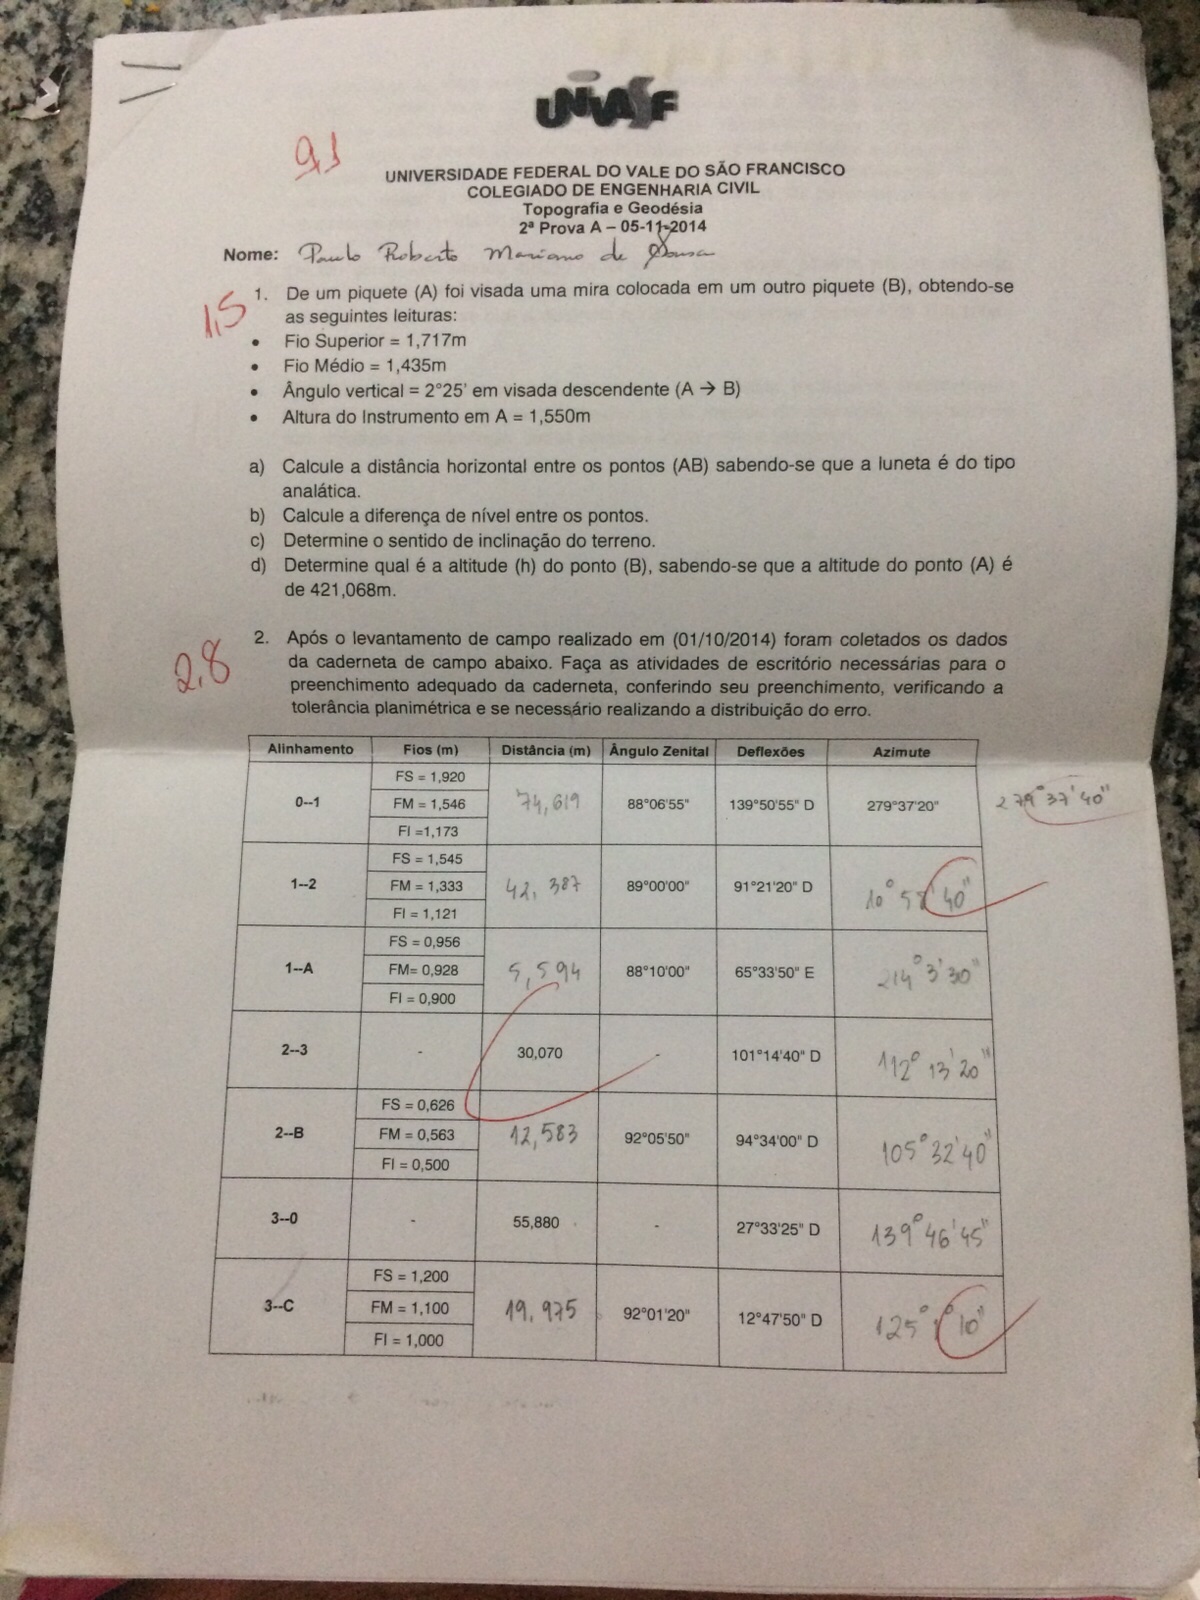 UNIVASF
9,1
UNIVERSIDADE FEDERAL DO VALE DO SÃO FRANCISCO
COLEGIADO DE ENGENHARIA CIVIL
Topografia e Geodésia
2ª Prova A – 05-11-2014
Nome: Paulo Roberto Mariano de Sousa
1,5
1. De um piquete (A) foi visada uma mira colocada em um outro piquete (B), obtendo-se
as seguintes leituras:
• Fio Superior = 1,717m
• Fio Médio = 1,435m
• Ângulo vertical = 2°25' em visada descendente (A → B)
• Altura do Instrumento em A = 1,550m
a) Calcule a distância horizontal entre os pontos (AB) sabendo-se que a luneta é do tipo
analática.
b) Calcule a diferença de nível entre os pontos.
c) Determine o sentido de inclinação do terreno.
d) Determine qual é a altitude (h) do ponto (B), sabendo-se que a altitude do ponto (A) é
de 421,068m.
2,8
2. Após o levantamento de campo realizado em (01/10/2014) foram coletados os dados
da caderneta de campo abaixo. Faça as atividades de escritório necessárias para o
preenchimento adequado da caderneta, conferindo seu preenchimento, verificando a
tolerância planimétrica e se necessário realizando a distribuição do erro.
Alinhamento Fios (m) Distância (m) Ângulo Zenital Deflexões Azimute
FS = 1,920
0--1 FM = 1,546 74,619 88°06'55" 139°50'55" D 279°37'20" 279°37'40"
FI =1,173
FS = 1,545
1--2 FM = 1,333 42,387 89°00'00" 91°21'20" D 10°58'40"
FI = 1,121
FS = 0,956
1--A FM= 0,928 5,594 88°10'00" 65°33'50" E 214°3'30"
FI = 0,900
2--3 - 30,070 - 101°14'40" D 112°13'20"
FS = 0,626
2--B FM = 0,563 12,583 92°05'50" 94°34'00" D 105°32'40"
FI = 0,500
3--0 - 55,880 - 27°33'25" D 139°46'45"
FS = 1,200
3--C FM = 1,100 19,975 92°01'20" 12°47'50" D 125°1°10"
FI = 1,000